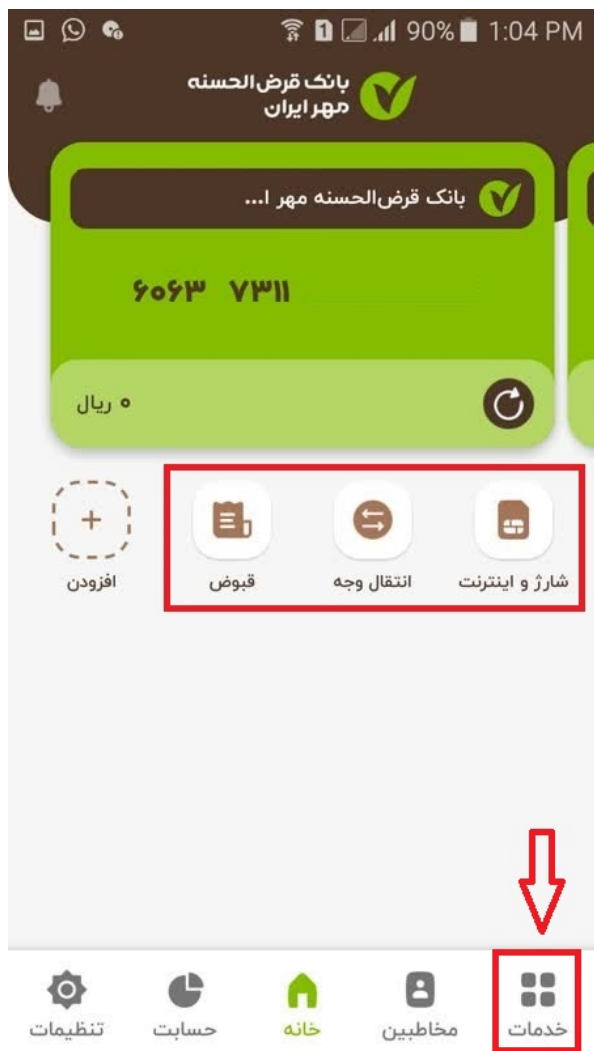 90% 1:04 PM
بانک قرض‌الحسنه
مهر ایران
بانک قرض‌الحسنه مهر ا...
۶۰۶۳ ۷۳۱۱
۰ ریال
شارژ و اینترنت
انتقال وجه
قبوض
افزودن
خدمات
مخاطبین
خانه
حسابت
تنظیمات